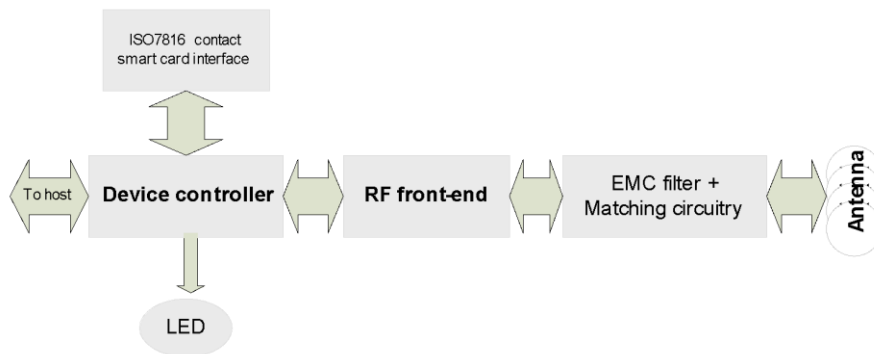 ISO7816 contact
smart card interface
To host
Device controller
RF front-end
EMC filter +
Matching circuitry
Antenna
LED